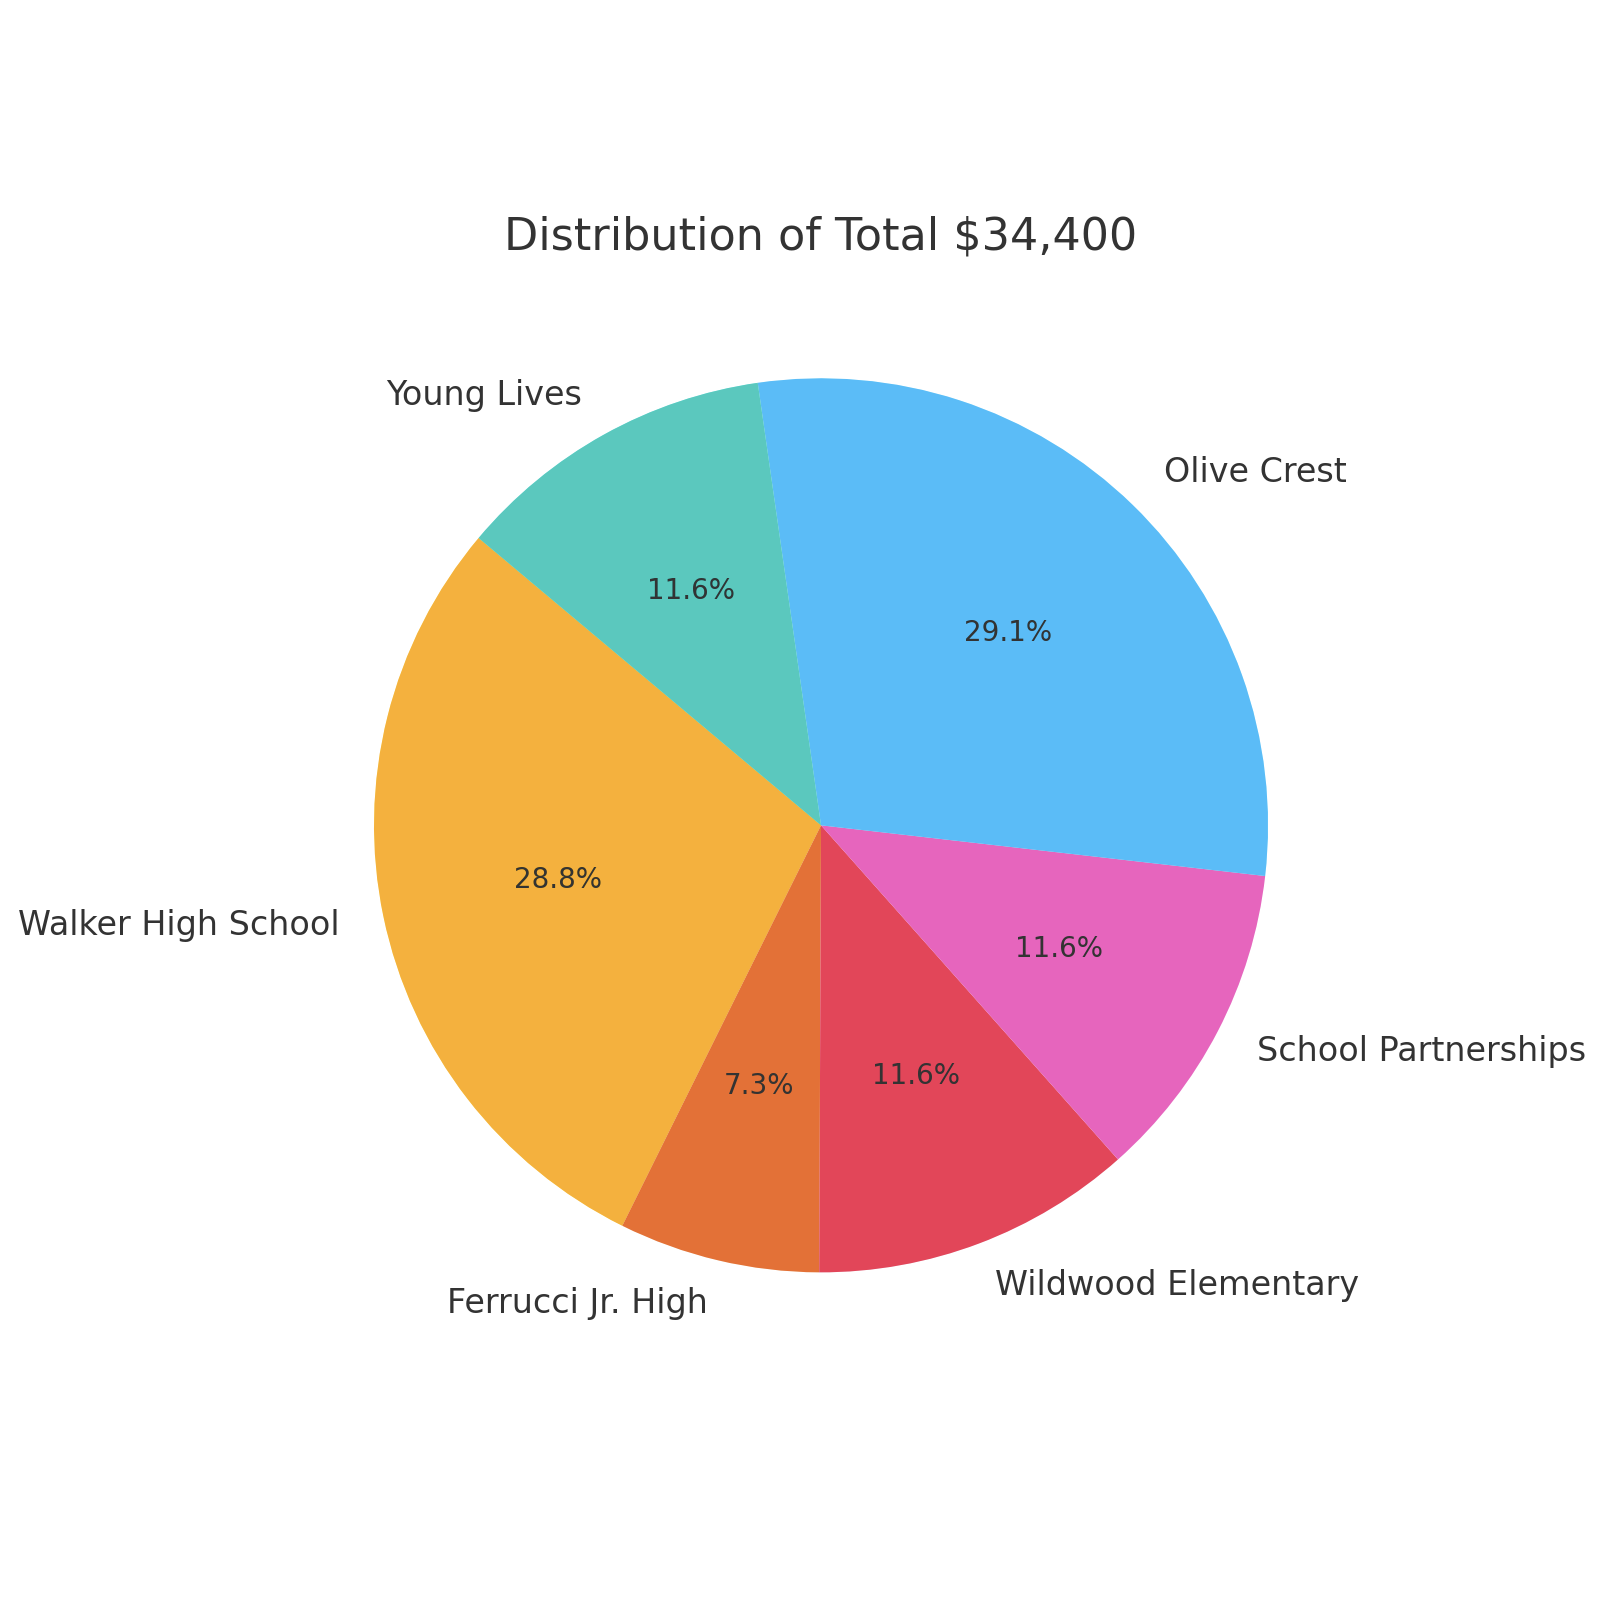 Distribution of Total $34,400
Young Lives
Olive Crest
11.6%
29.1%
28.8%
Walker High School
11.6%
School Partnerships
7.3%
11.6%
Wildwood Elementary
Ferrucci Jr. High